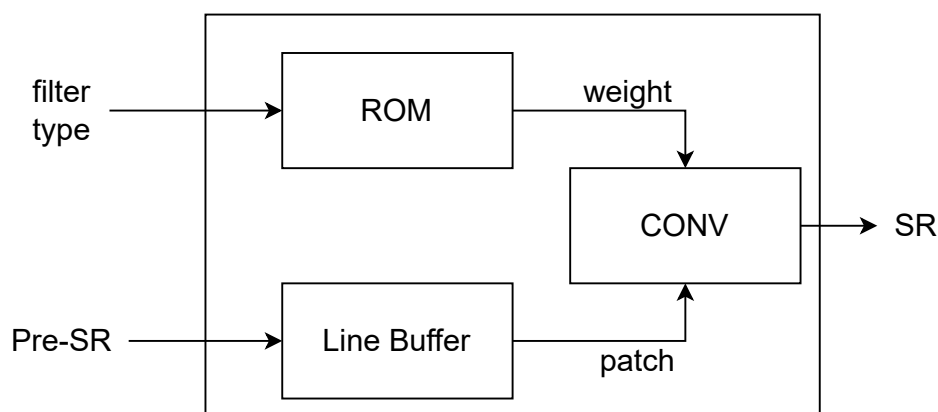 filter
type
ROM
weight
CONV
SR
Pre-SR
Line Buffer
patch